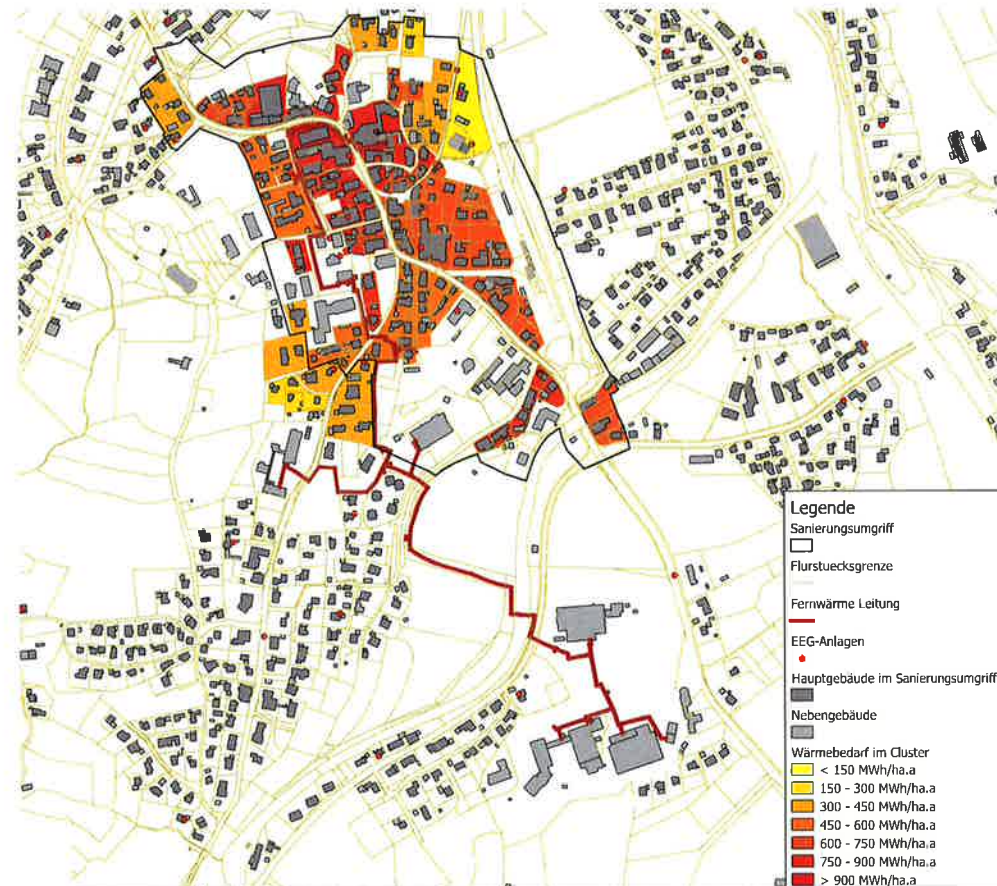 Legende
Sanierungsumgriff
Flurstuecksgrenze
Fernwärme Leitung
EEG-Anlagen
Hauptgebäude im Sanierungsumgriff
Nebengebäude
Wärmebedarf im Cluster
< 150 MWh/ha.a
150 - 300 MWh/ha.a
300 - 450 MWh/ha.a
450 - 600 MWh/ha.a
600 - 750 MWh/ha.a
750 - 900 MWh/ha.a
> 900 MWh/ha.a